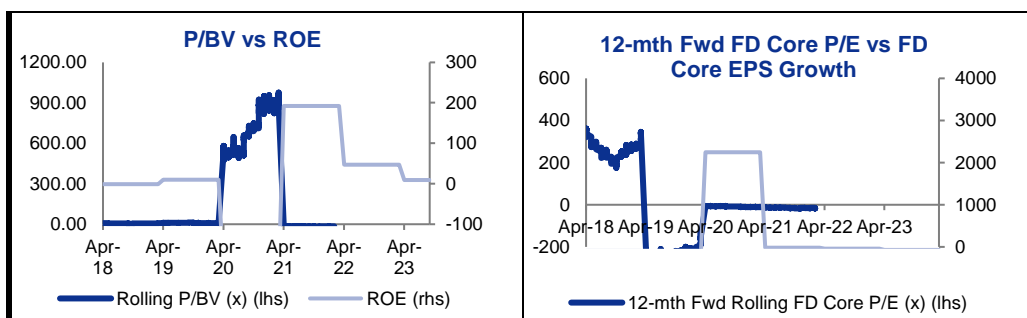 P/BV vs ROE
1200.00
900.00
600.00
300.00
0.00
300
200
100
0
-100
Apr-18
Apr-19
Apr-20
Apr-21
Apr-22
Apr-23
Rolling P/BV (x) (lhs)
ROE (rhs)
12-mth Fwd FD Core P/E vs FD
Core EPS Growth
600
400
200
0
-200
4000
3000
2000
1000
0
Apr-18 Apr-19 Apr-20 Apr-21 Apr-22 Apr-23
12-mth Fwd Rolling FD Core P/E (x) (lhs)